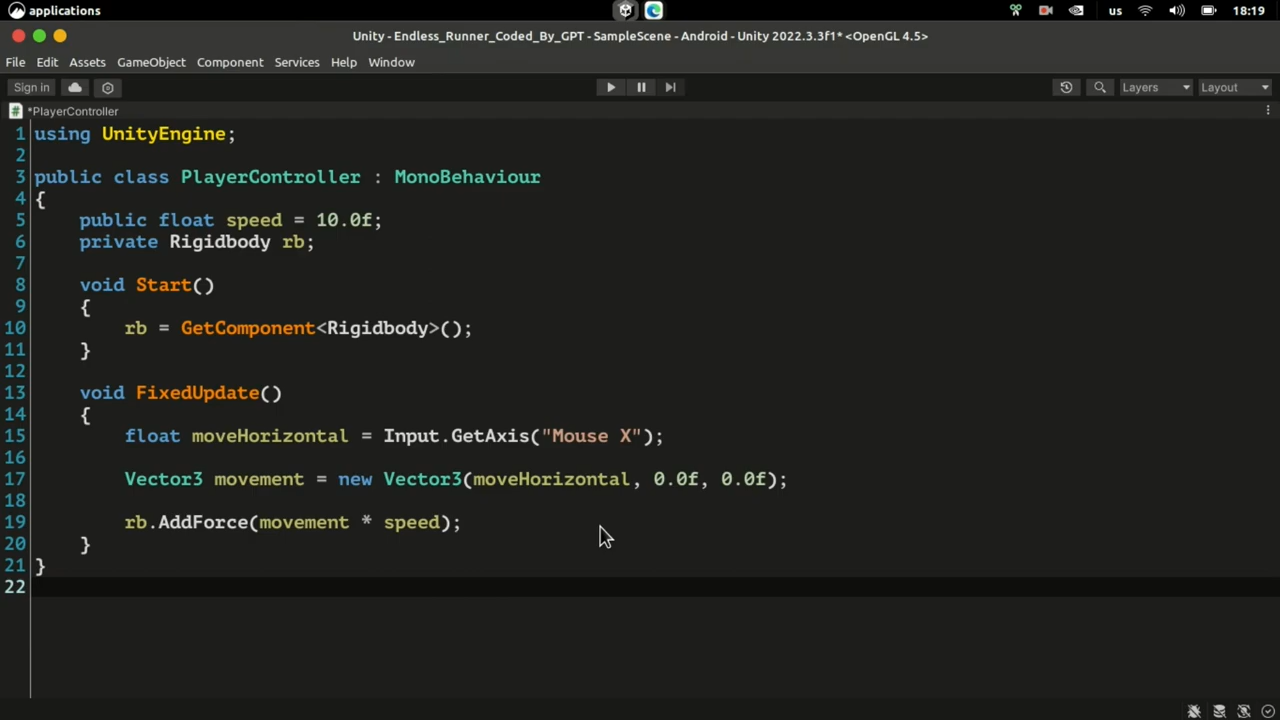 applications
us
18:19
Unity - Endless_Runner_Coded_By_GPT - SampleScene - Android - Unity 2022.3.3f1* <OpenGL 4.5>
File Edit Assets GameObject Component Services Help Window
Sign in
Layers
Layout
*PlayerController
1 using UnityEngine;
2
3 public class PlayerController : MonoBehaviour
4 {
5     public float speed = 10.0f;
6     private Rigidbody rb;
7
8     void Start()
9     {
10         rb = GetComponent<Rigidbody>();
11     }
12
13     void FixedUpdate()
14     {
15         float moveHorizontal = Input.GetAxis("Mouse X");
16
17         Vector3 movement = new Vector3(moveHorizontal, 0.0f, 0.0f);
18
19         rb.AddForce(movement * speed);
20     }
21 }
22